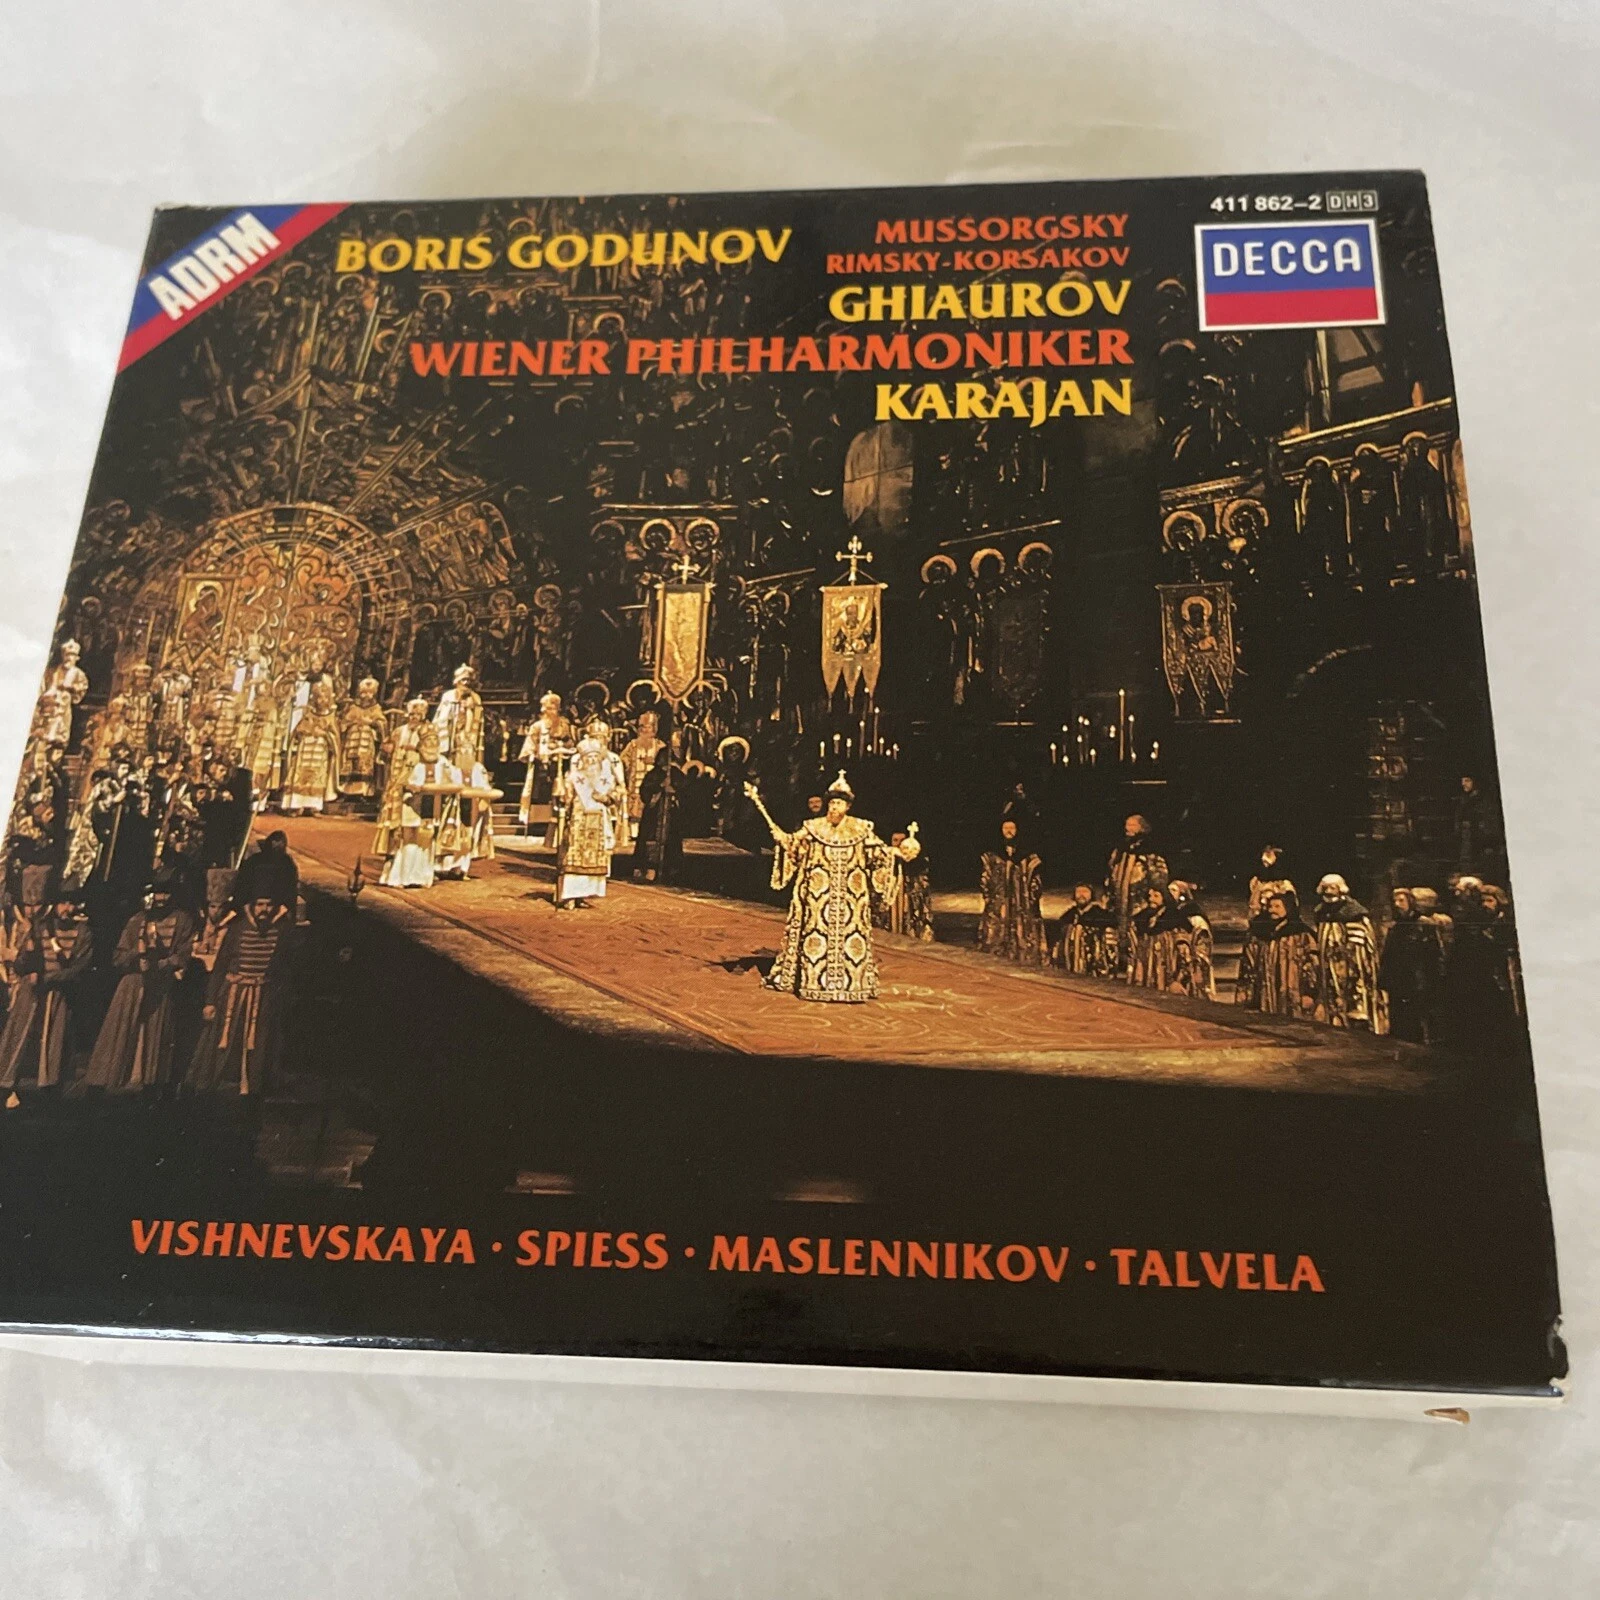 ADRM
BORIS GODUNOV
MUSSORGSKY
RIMSKY-KORSAKOV
GHIAUROV
WIENER PHILHARMONIKER
KARAJAN
411 862-2 DH3
DECCA
VISHNEVSKAYA · SPIESS · MASLENNIKOV · TALVELA